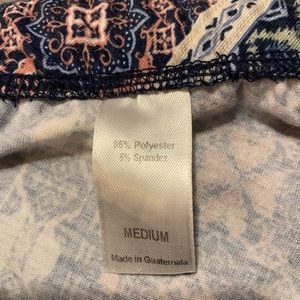 95% Polyester
5% Spandex
MEDIUM
Made in Guatemala